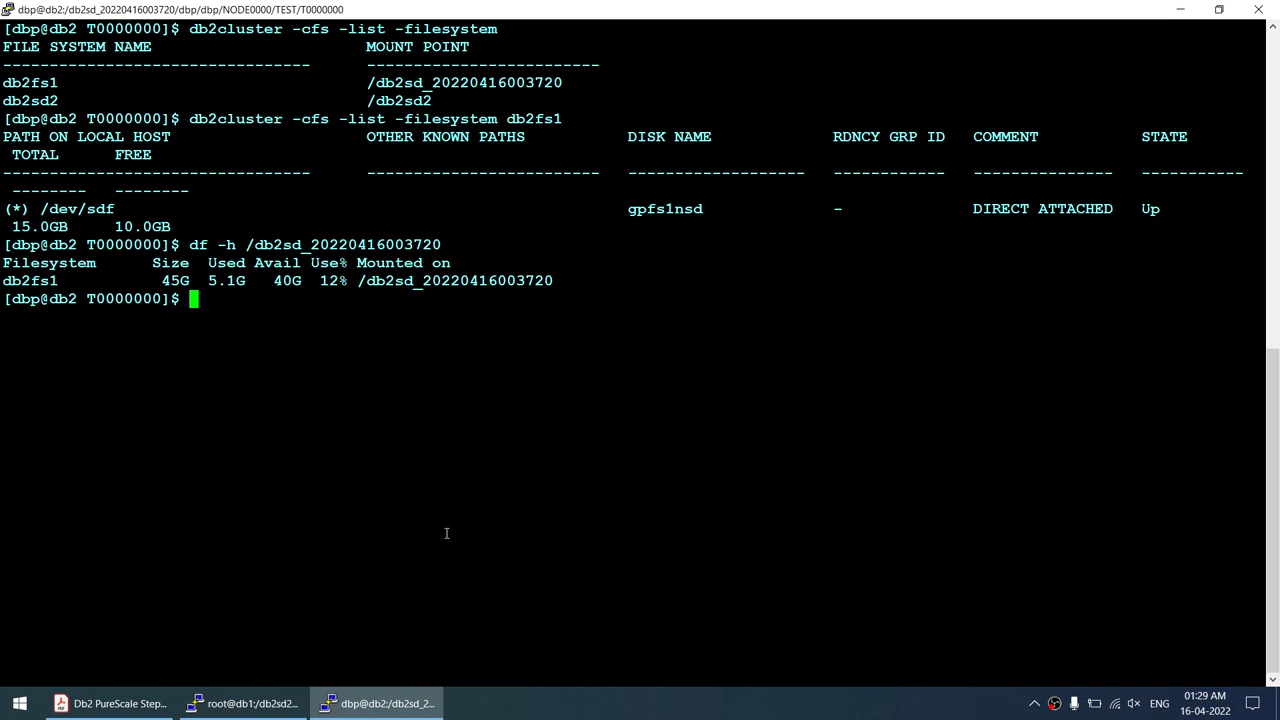 dbp@db2:/db2sd_20220416003720/dbp/dbp/NODE0000/TEST/T0000000
[dbp@db2 T0000000]$ db2cluster -cfs -list -filesystem
FILE SYSTEM NAME MOUNT POINT
--------------------------------- -------------------------
db2fs1 /db2sd_20220416003720
db2sd2 /db2sd2
[dbp@db2 T0000000]$ db2cluster -cfs -list -filesystem db2fs1
PATH ON LOCAL HOST OTHER KNOWN PATHS DISK NAME RDNCY GRP ID COMMENT STATE
TOTAL FREE
--------------------------------- ------------------------- ------------------- ------------ --------------- -----------
-------- --------
(*) /dev/sdf gpfs1nsd - DIRECT ATTACHED Up
15.0GB 10.0GB
[dbp@db2 T0000000]$ df -h /db2sd_20220416003720
Filesystem Size Used Avail Use% Mounted on
db2fs1 45G 5.1G 40G 12% /db2sd_20220416003720
[dbp@db2 T0000000]$
Db2 PureScale Step...
root@db1:/db2sd2...
dbp@db2:/db2sd_2...
ENG
01:29 AM
16-04-2022